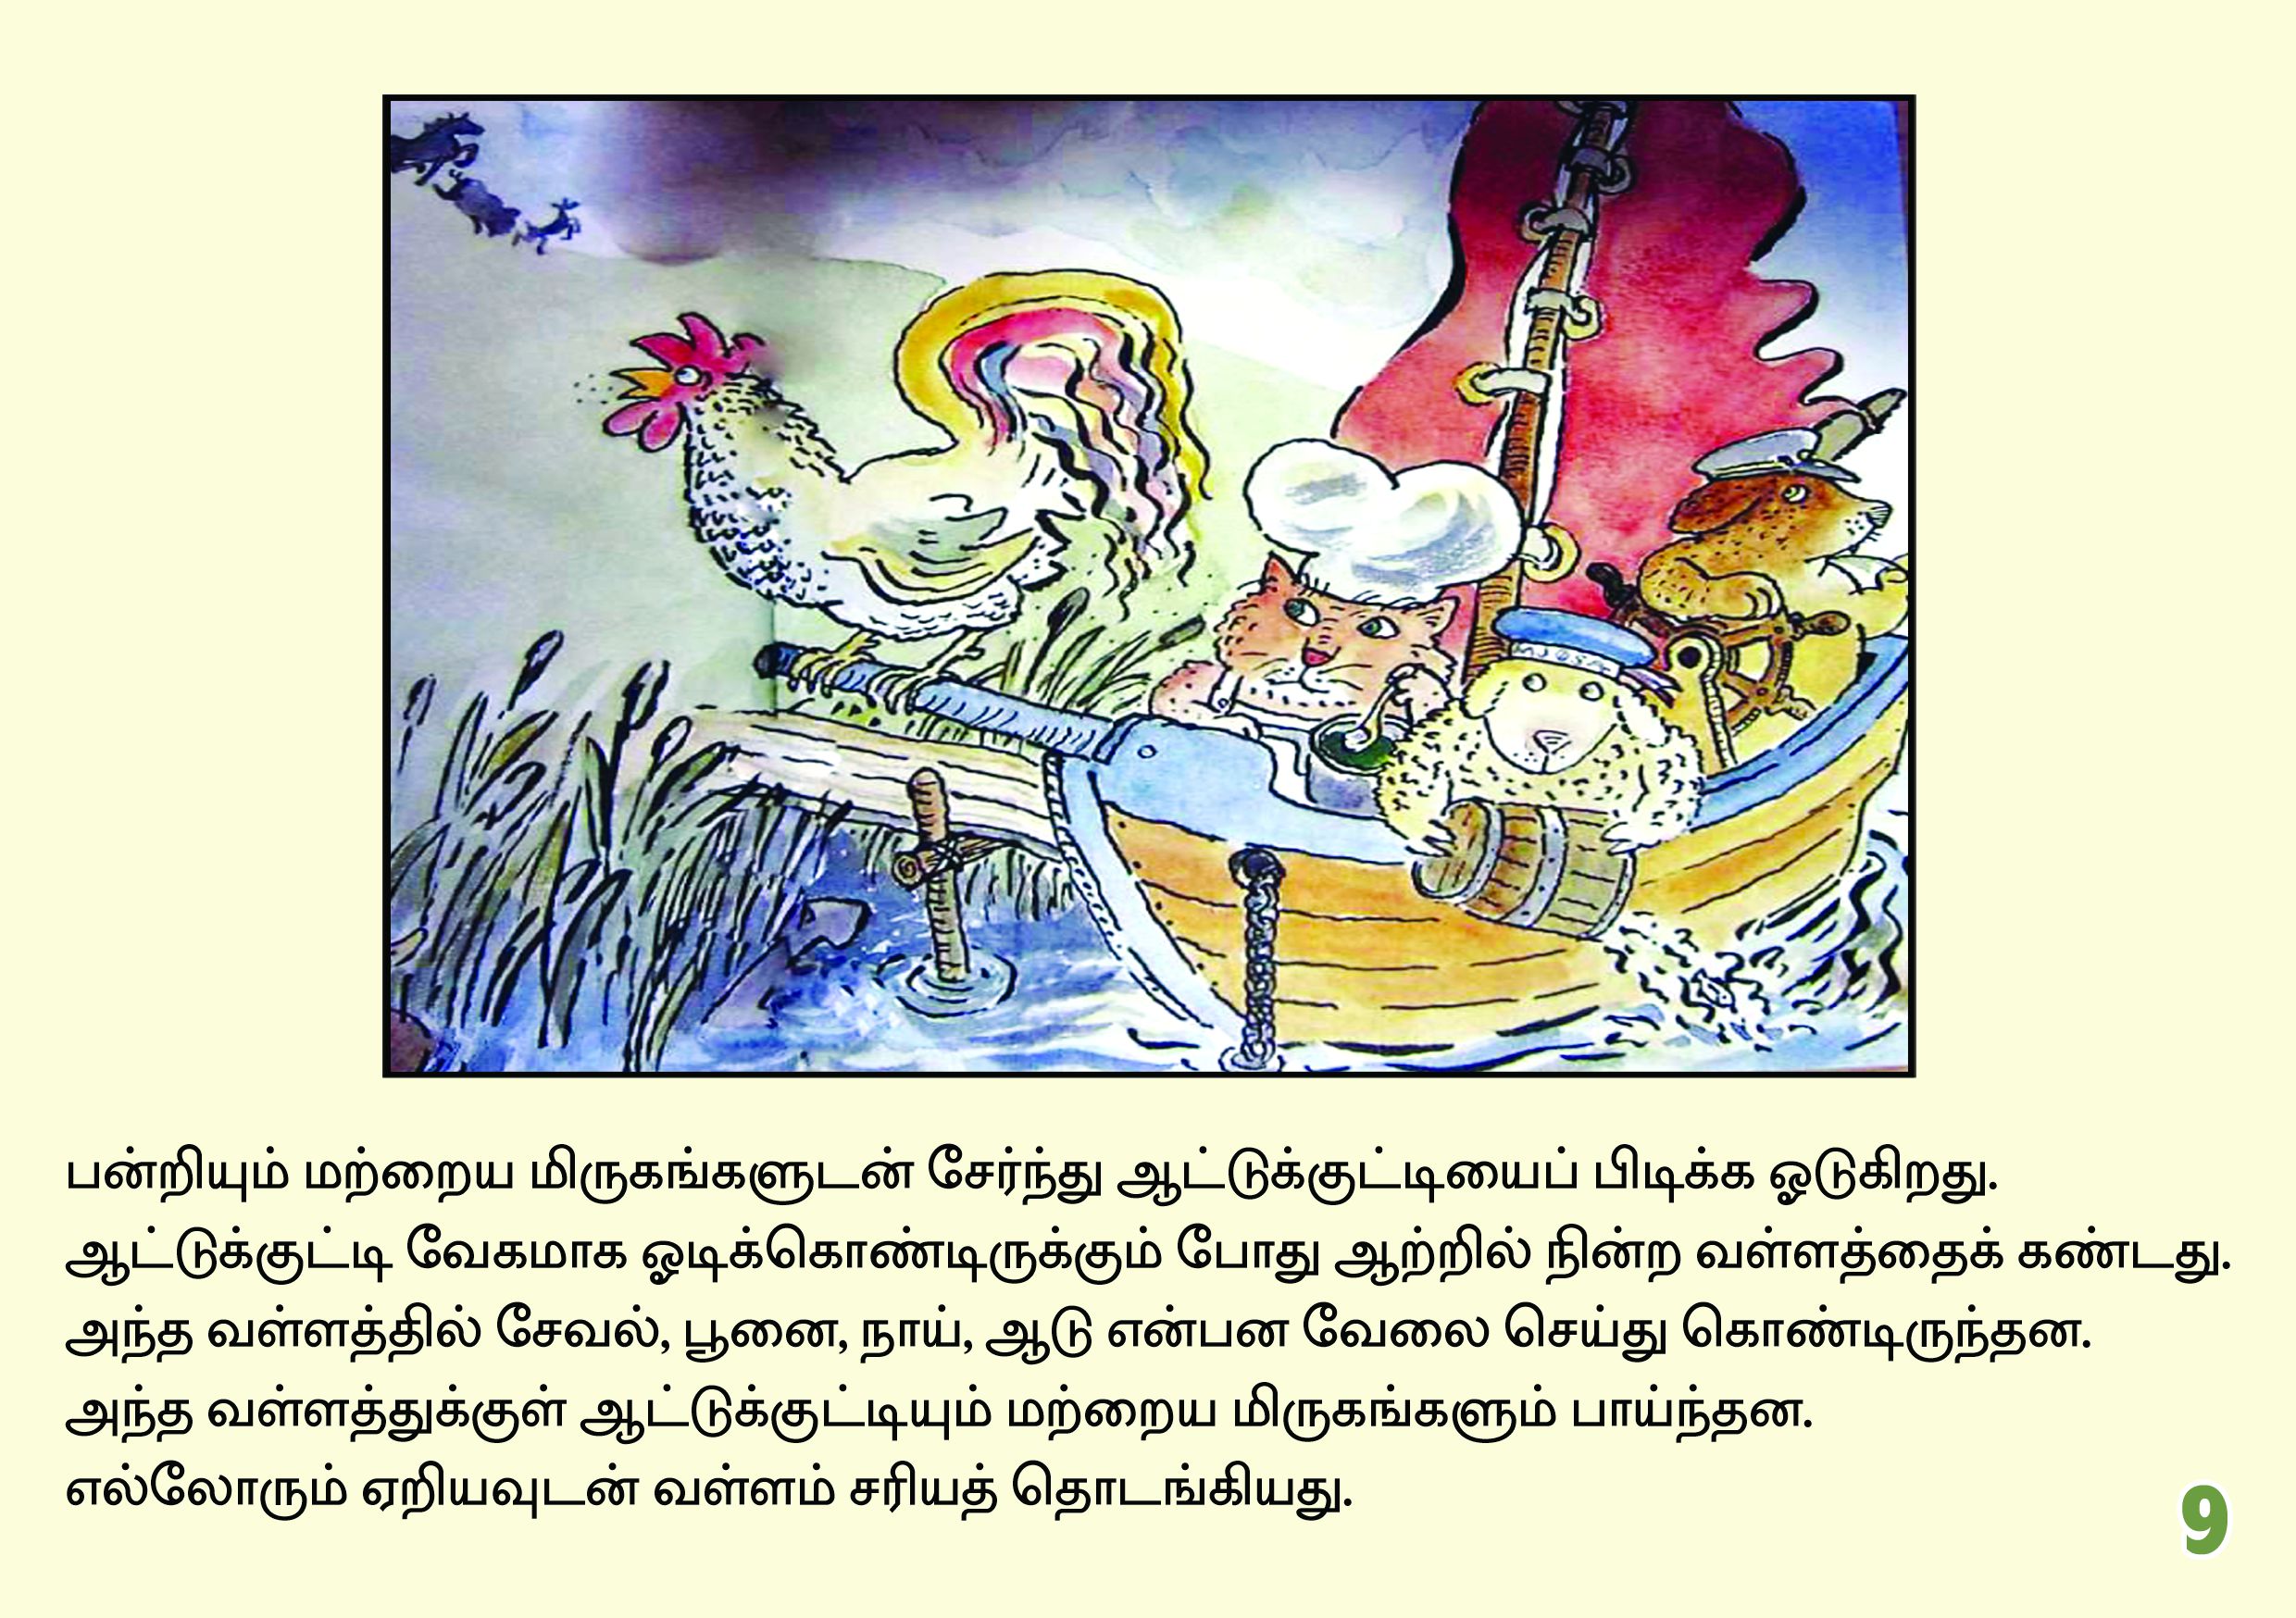 பன்றியும் மற்றைய மிருகங்களுடன் சேர்ந்து ஆட்டுக்குட்டியைப் பிடிக்க ஓடுகிறது.
ஆட்டுக்குட்டி வேகமாக ஓடிக்கொண்டிருக்கும் போது ஆற்றில் நின்ற வள்ளத்தைக் கண்டது.
அந்த வள்ளத்தில் சேவல், பூனை, நாய், ஆடு என்பன வேலை செய்து கொண்டிருந்தன.
அந்த வள்ளத்துக்குள் ஆட்டுக்குட்டியும் மற்றைய மிருகங்களும் பாய்ந்தன.
எல்லோரும் ஏறியவுடன் வள்ளம் சரியத் தொடங்கியது.
9